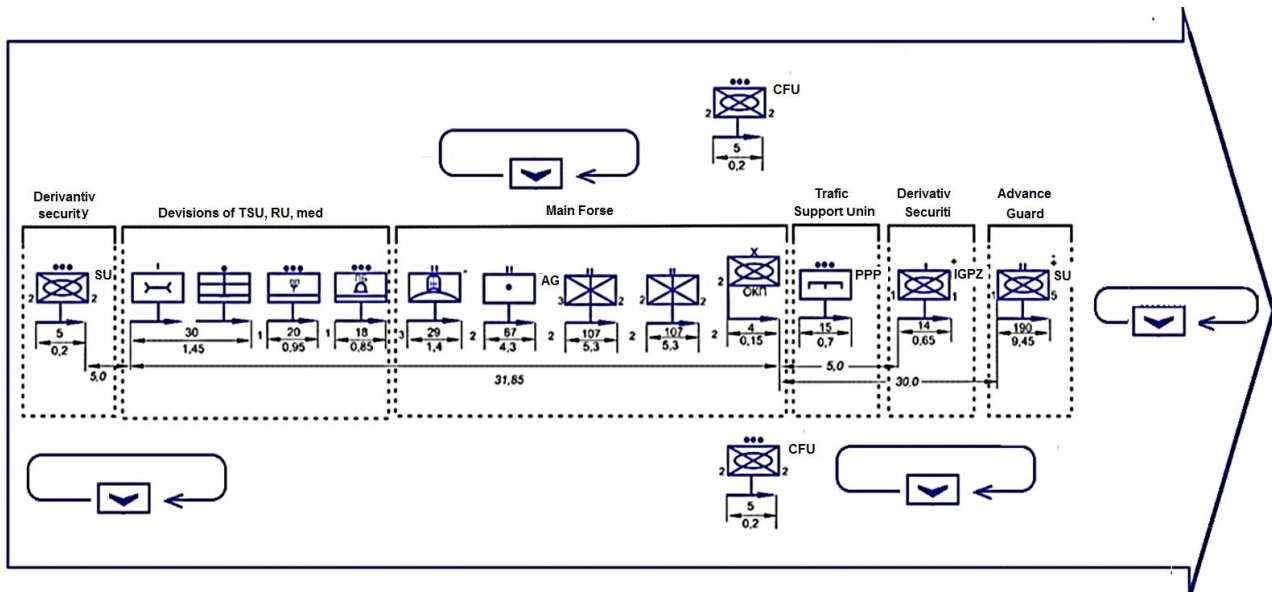 CFU
2 2
5
0,2
Derivantiv
security
Devisions of TSU, RU, med
Main Forse
Trafic
Support Unin
Derivativ
Securiti
Advance
Guard
SU
2 2
5
0,2
30
1,45
1
20
0,95
ПБ
1
18
0,85
3
29
1,4
AG
2
87
4,3
3 2
2
107
5,3
2
2
107
5,3
X
2
ОКП
2
4
0,15
PPP
15
0,7
IGPZ
1 1
14
0,65
SU
1 5
190
9,45
5,0
31,85
5,0
30,0
CFU
2 2
5
0,2